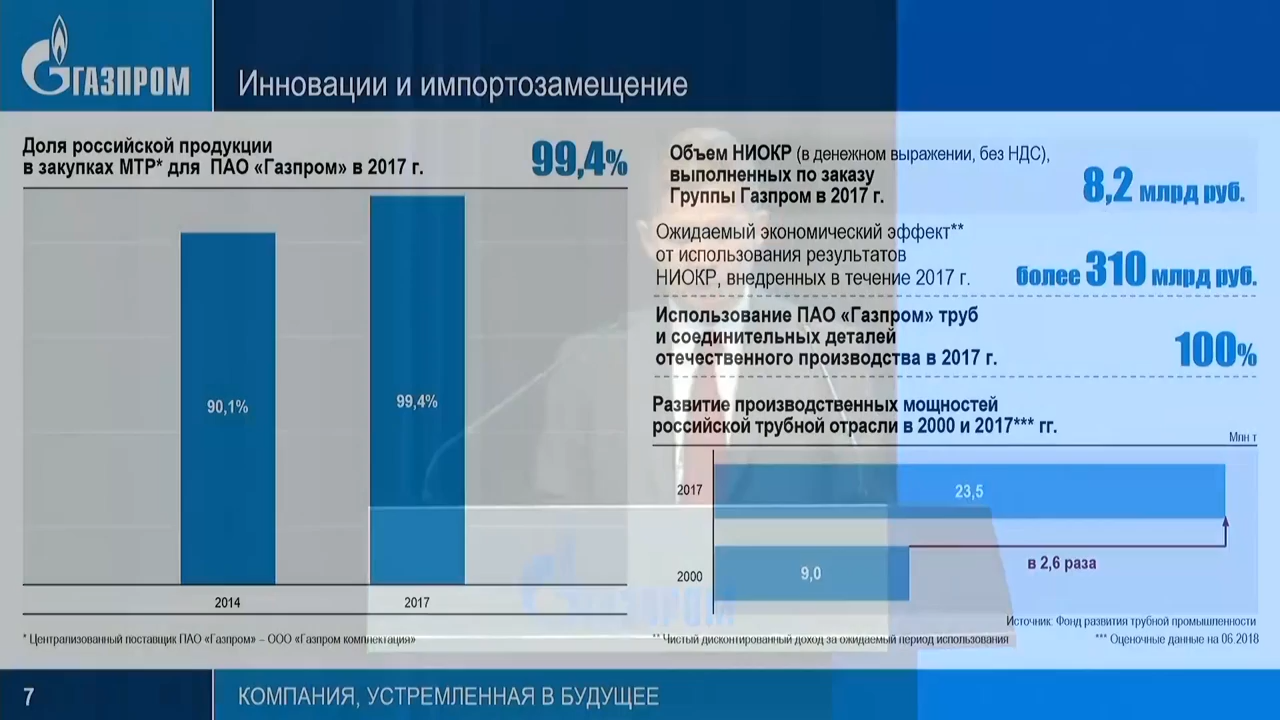 ГАЗПРОМ
Инновации и импортозамещение
Доля российской продукции
в закупках МТР* для ПАО «Газпром» в 2017 г.
99,4%
90,1%
99,4%
2014
2017
* Централизованный поставщик ПАО «Газпром» – ООО «Газпром комплектация»
Объем НИОКР (в денежном выражении, без НДС),
выполненных по заказу
Группы Газпром в 2017 г.
8,2 млрд руб.
Ожидаемый экономический эффект**
от использования результатов
НИОКР, внедренных в течение 2017 г.
более 310 млрд руб.
Использование ПАО «Газпром» труб
и соединительных деталей
отечественного производства в 2017 г.
100%
Развитие производственных мощностей
российской трубной отрасли в 2000 и 2017*** гг.
Млн т
2017
23,5
2000
9,0
в 2,6 раза
Источник: Фонд развития трубной промышленности
** Чистый дисконтированный доход за ожидаемый период использования
*** Оценочные данные на 06.2018
ГАЗПРОМ
7
КОМПАНИЯ, УСТРЕМЛЕННАЯ В БУДУЩЕЕ